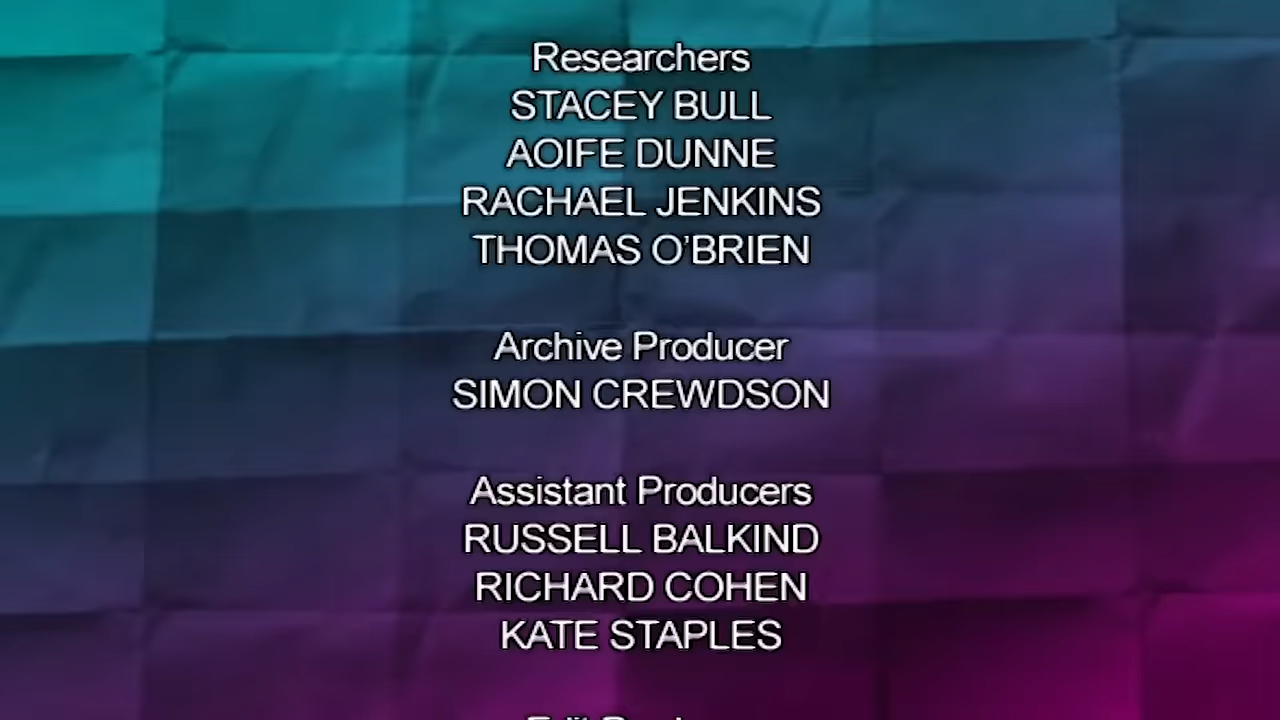 Researchers
STACEY BULL
AOIFE DUNNE
RACHAEL JENKINS
THOMAS O’BRIEN
Archive Producer
SIMON CREWDSON
Assistant Producers
RUSSELL BALKIND
RICHARD COHEN
KATE STAPLES